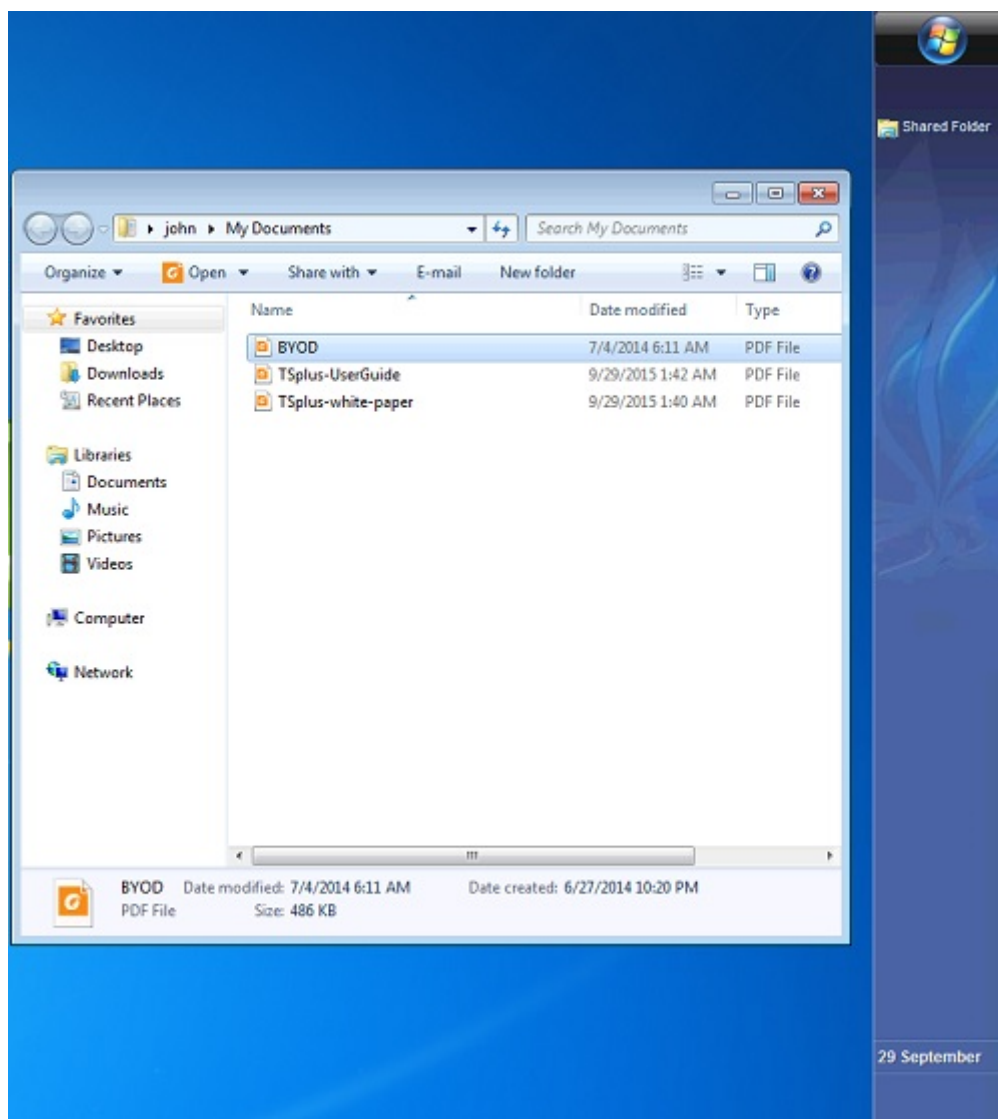 Shared Folder
john My Documents
Search My Documents
Organize Open Share with E-mail New folder
Name Date modified Type
Favorites
Desktop
Downloads
Recent Places
Libraries
Documents
Music
Pictures
Videos
Computer
Network
BYOD 7/4/2014 6:11 AM PDF File
TSplus-UserGuide 9/29/2015 1:42 AM PDF File
TSplus-white-paper 9/29/2015 1:40 AM PDF File
BYOD Date modified: 7/4/2014 6:11 AM Date created: 6/27/2014 10:20 PM
PDF File Size: 486 KB
29 September